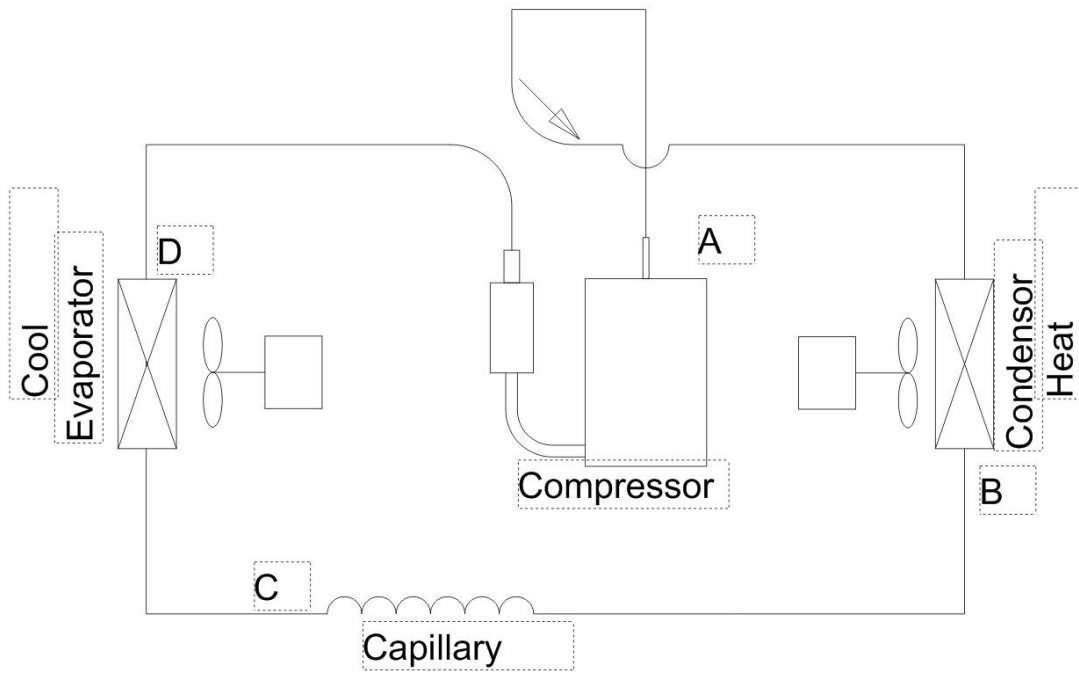 A
D
Cool
Evaporator
Condensor
Heat
Compressor
B
C
Capillary